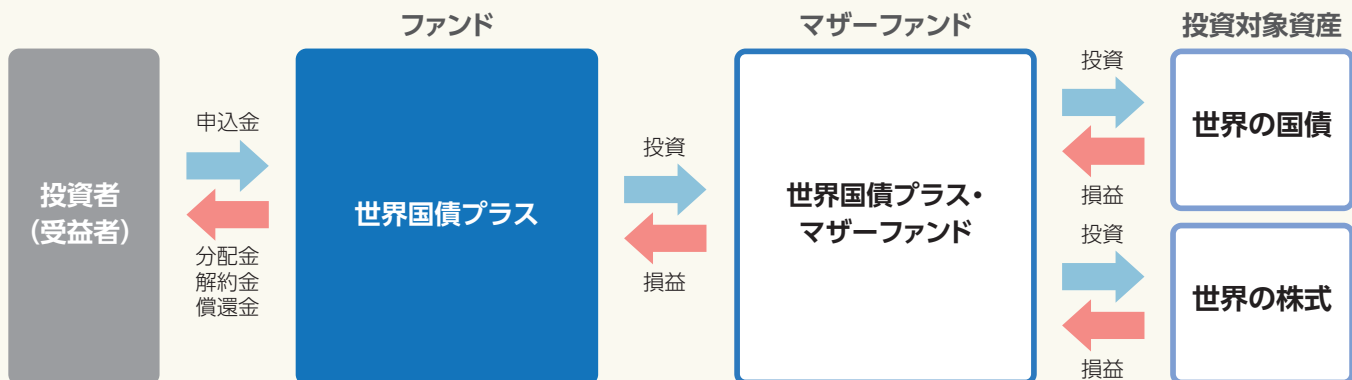 ファンド
マザーファンド
投資対象資産
投資者
（受益者）
申込金
分配金
解約金
償還金
世界国債プラス
投資
損益
世界国債プラス・
マザーファンド
投資
損益
世界の国債
投資
損益
世界の株式